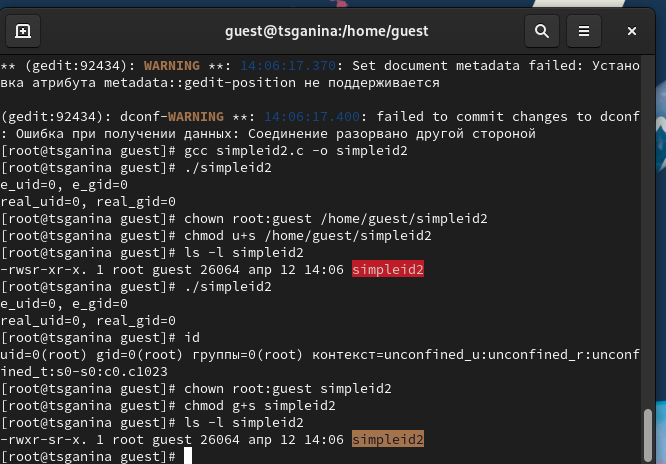 guest@tsganina:/home/guest
** (gedit:92434): WARNING **: 14:06:17.370: Set document metadata failed: Устано
вка атрибута metadata::gedit-position не поддерживается
(gedit:92434): dconf-WARNING **: 14:06:17.400: failed to commit changes to dconf
: Ошибка при получении данных: Соединение разорвано другой стороной
[root@tsganina guest]# gcc simpleid2.c -o simpleid2
[root@tsganina guest]# ./simpleid2
e_uid=0, e_gid=0
real_uid=0, real_gid=0
[root@tsganina guest]# chown root:guest /home/guest/simpleid2
[root@tsganina guest]# chmod u+s /home/guest/simpleid2
[root@tsganina guest]# ls -l simpleid2
-rwsr-xr-x. 1 root guest 26064 апр 12 14:06 simpleid2
[root@tsganina guest]# ./simpleid2
e_uid=0, e_gid=0
real_uid=0, real_gid=0
[root@tsganina guest]# id
uid=0(root) gid=0(root) группы=0(root) контекст=unconfined_u:unconfined_r:unconf
ined_t:s0-s0:c0.c1023
[root@tsganina guest]# chown root:guest simpleid2
[root@tsganina guest]# chmod g+s simpleid2
[root@tsganina guest]# ls -l simpleid2
-rwxr-sr-x. 1 root guest 26064 апр 12 14:06 simpleid2
[root@tsganina guest]#